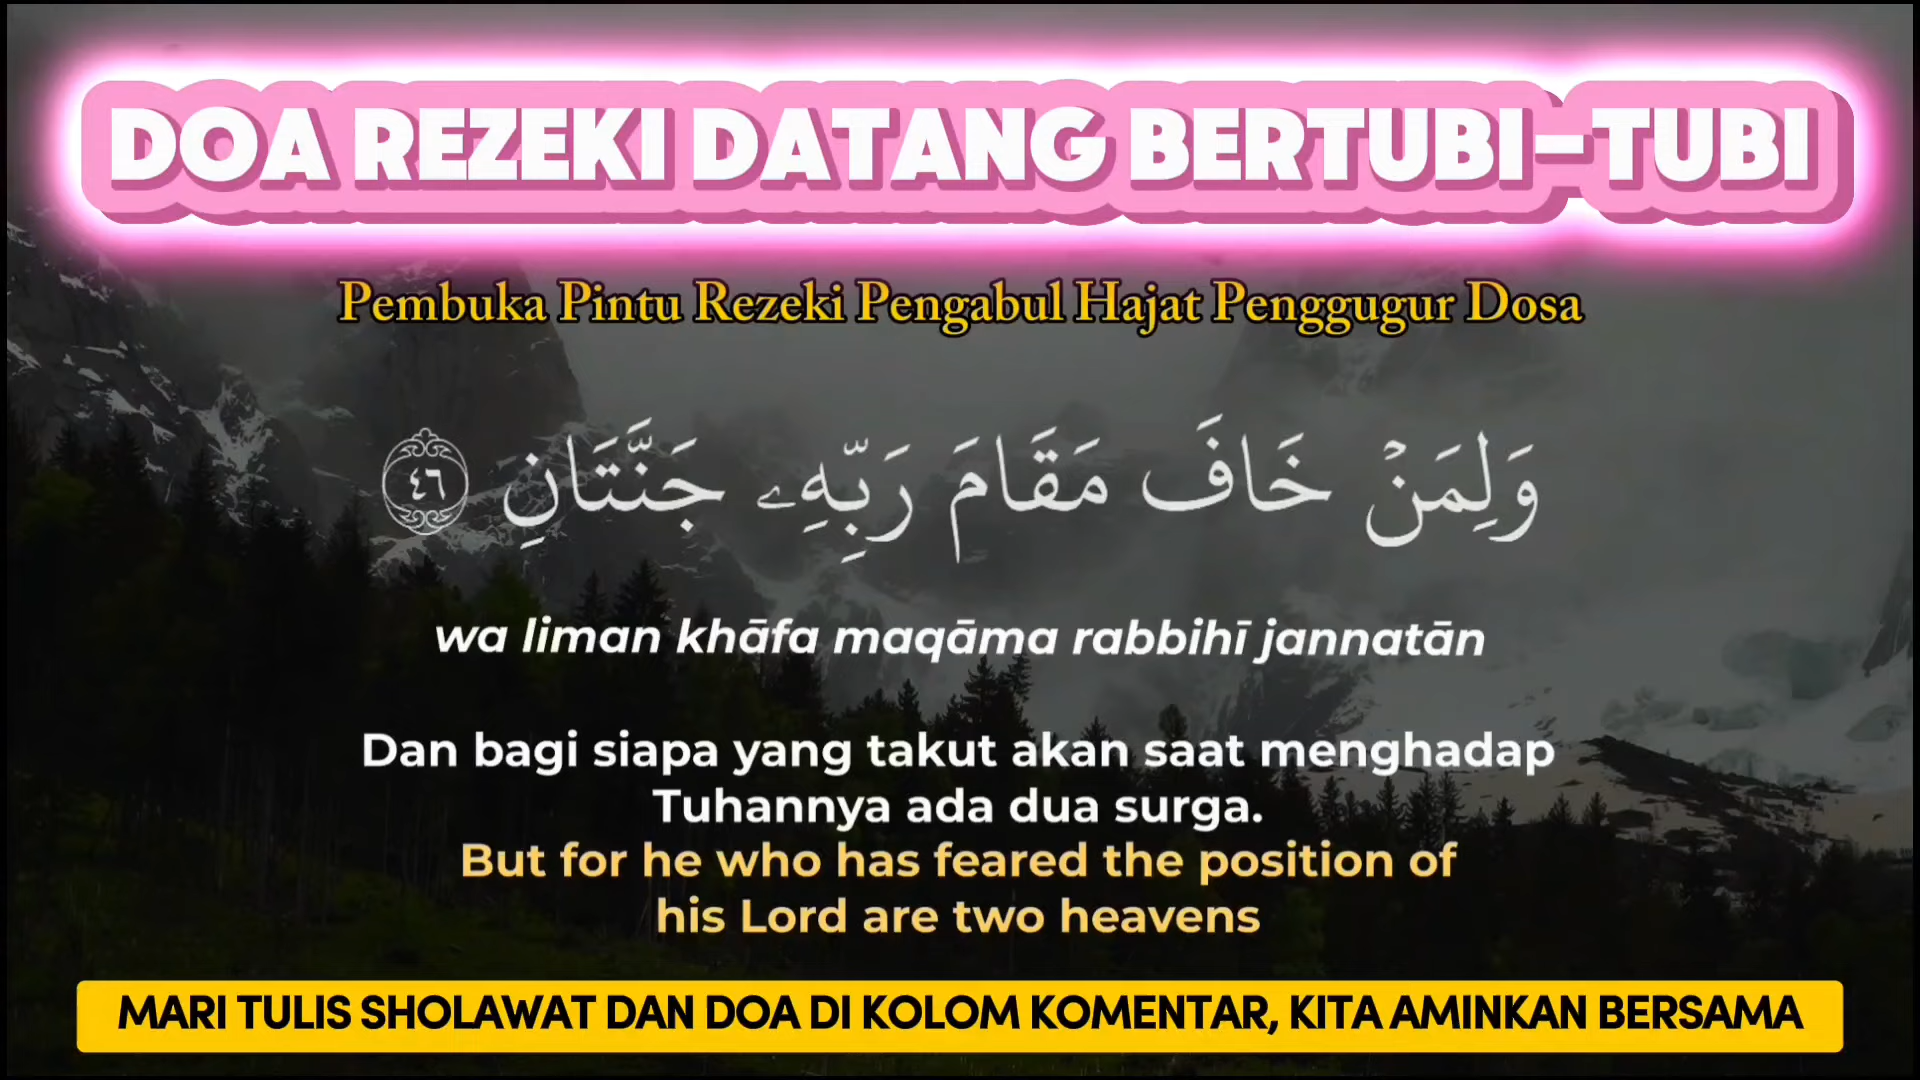 DOA REZEKI DATANG BERTUBI-TUBI
Pembuka Pintu Rezeki Pengabul Hajat Penggugur Dosa
وَلِمَنْ خَافَ مَقَامَ رَبِّهِۦ جَنَّتَانِ ٤٦
wa liman khāfa maqāma rabbihī jannatān
Dan bagi siapa yang takut akan saat menghadap
Tuhannya ada dua surga.
But for he who has feared the position of
his Lord are two heavens
MARI TULIS SHOLAWAT DAN DOA DI KOLOM KOMENTAR, KITA AMINKAN BERSAMA